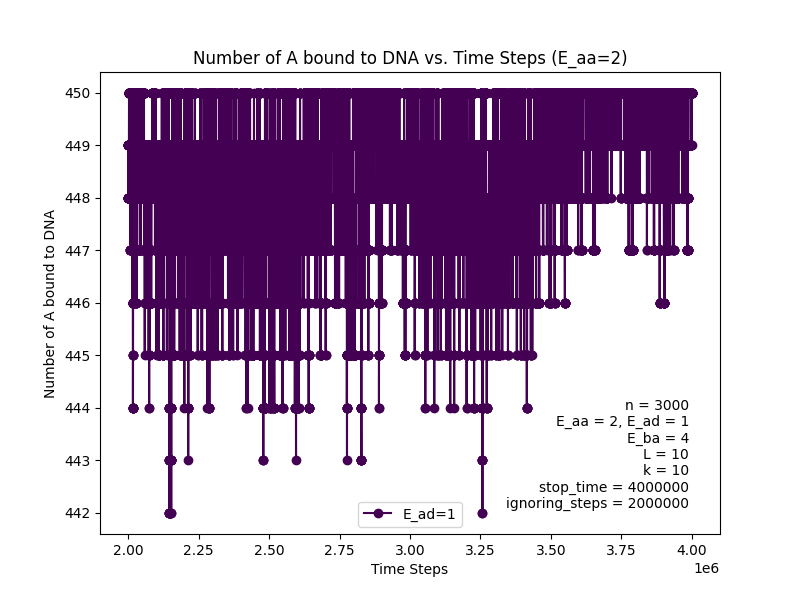 Number of A bound to DNA vs. Time Steps (E_aa=2)
Number of A bound to DNA
450
449
448
447
446
445
444
443
442
n = 3000
E_aa = 2, E_ad = 1
E_ba = 4
L = 10
k = 10
stop_time = 4000000
ignoring_steps = 2000000
E_ad=1
2.00 2.25 2.50 2.75 3.00 3.25 3.50 3.75 4.00
1e6
Time Steps